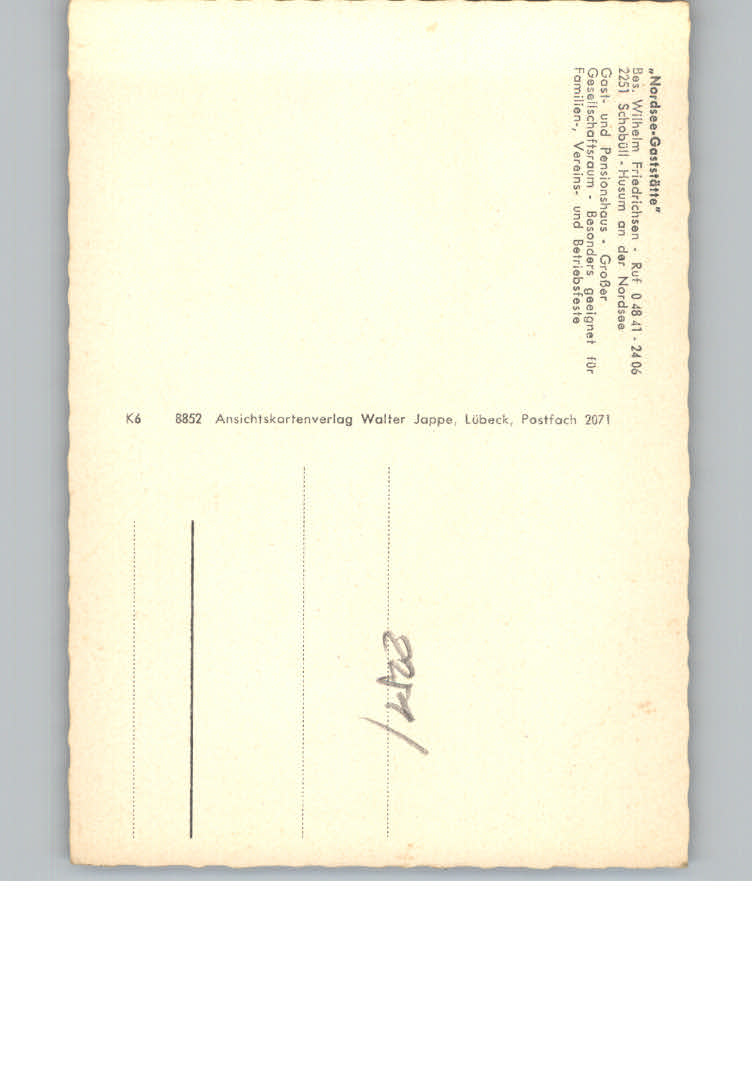 „Nordsee-Gaststätte"
Bes. Wilhelm Friedrichsen - Ruf 0 48 41 - 24 06
2251 Schobüll - Husum an der Nordsee
Gast- und Pensionshaus - Großer
Gesellschaftsraum - Besonders geeignet für
Familien-, Vereins- und Betriebsfeste
K6 8852 Ansichtskartenverlag Walter Jappe, Lübeck, Postfach 2071